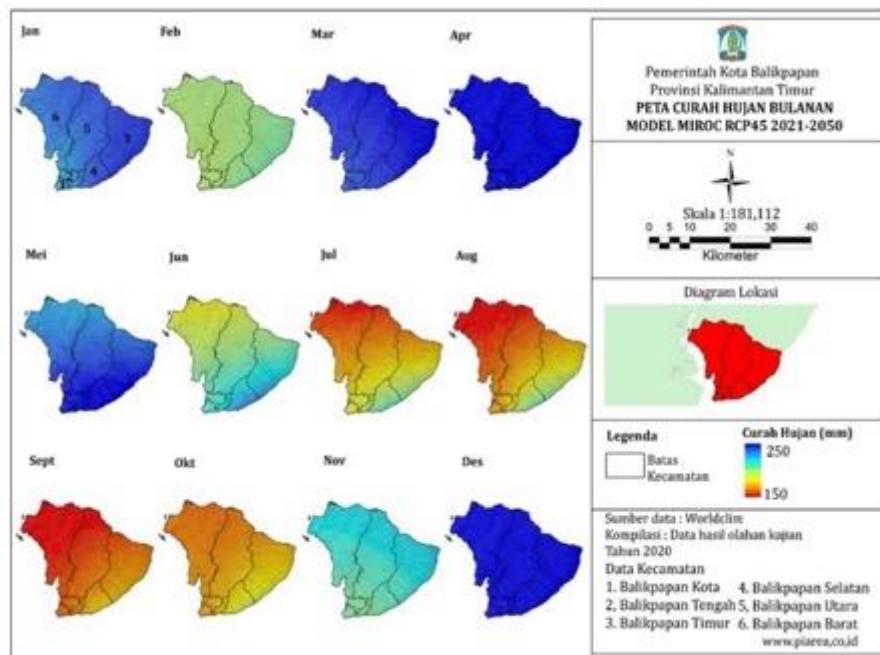 Jan Feb Mar Apr
6 5 3
4
Mei Jun Jul Aug
Sept Okt Nov Des
Pemerintah Kota Balikpapan
Provinsi Kalimantan Timur
PETA CURAH HUJAN BULANAN
MODEL MIROC RCP45 2021-2050
N
Skala 1:181,112
0 5 10 20 30 40
Kilometer
Diagram Lokasi
Legenda
Batas
Kecamatan
Curah Hujan (mm)
250
150
Sumber data : Worldclim
Kompilasi : Data hasil olahan kajian
Tahun 2020
Data Kecamatan
1. Balikpapan Kota 4. Balikpapan Selatan
2, Balikpapan Tengah 5, Balikpapan Utara
3. Balikpapan Timur 6. Balikpapan Barat
www.piarea,co,id